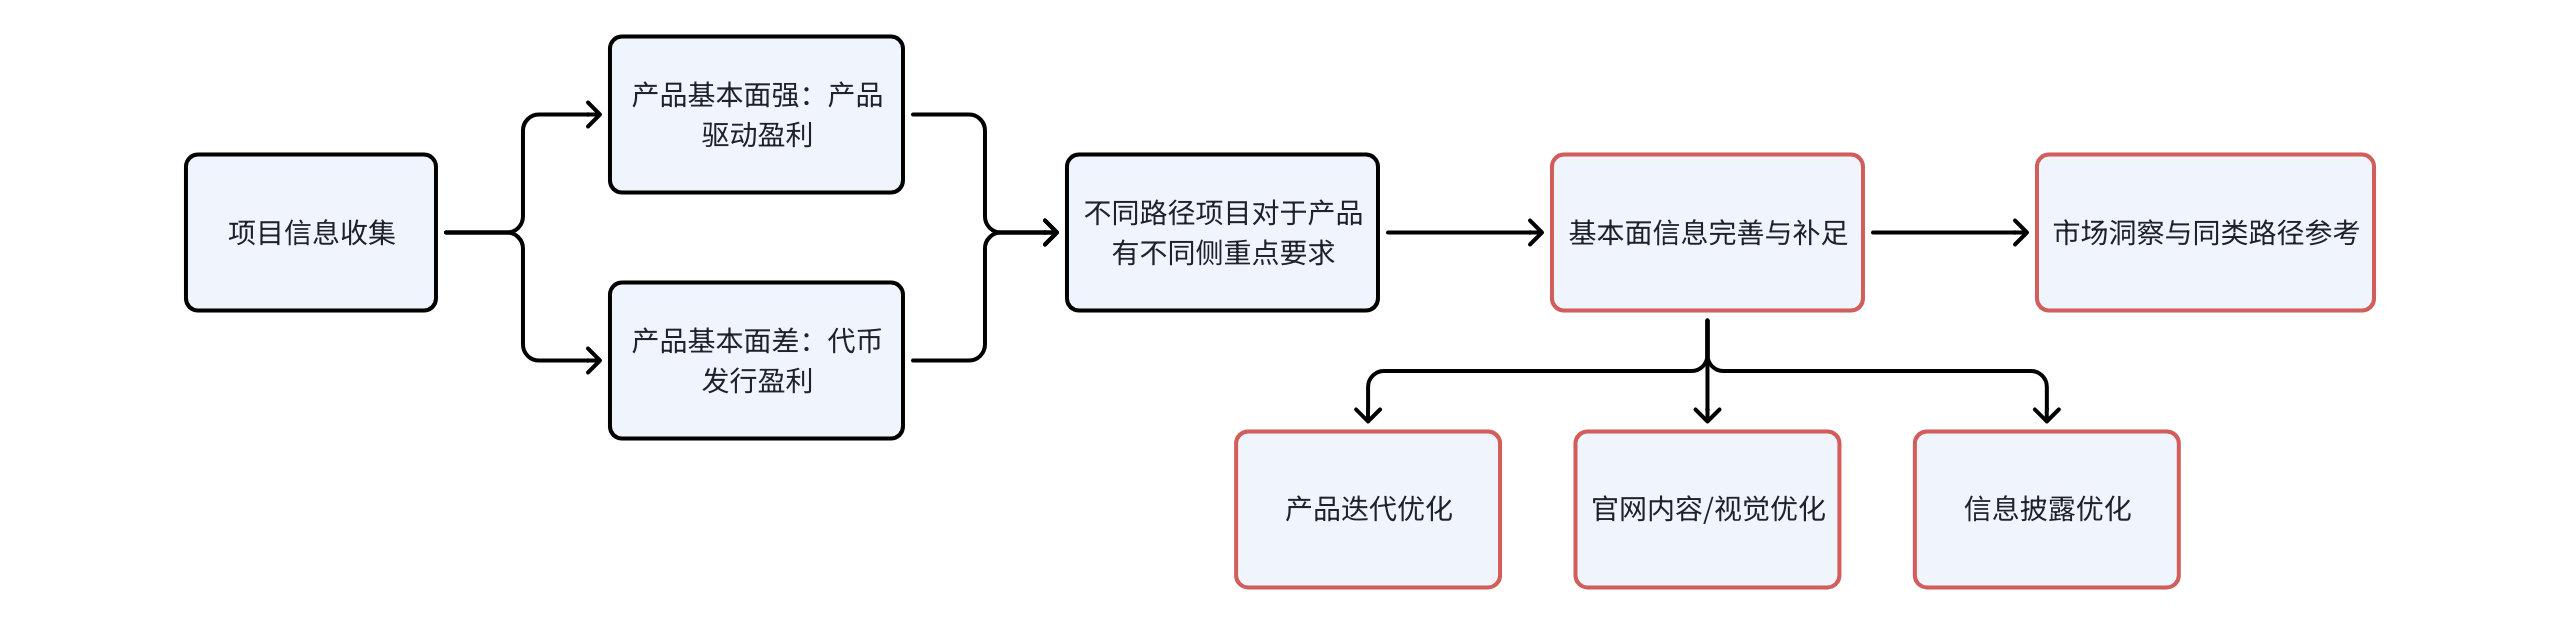 项目信息收集
产品基本面强：产品
驱动盈利
产品基本面差：代币
发行盈利
不同路径项目对于产品
有不同侧重点要求
基本面信息完善与补足
市场洞察与同类路径参考
产品迭代优化
官网内容/视觉优化
信息披露优化